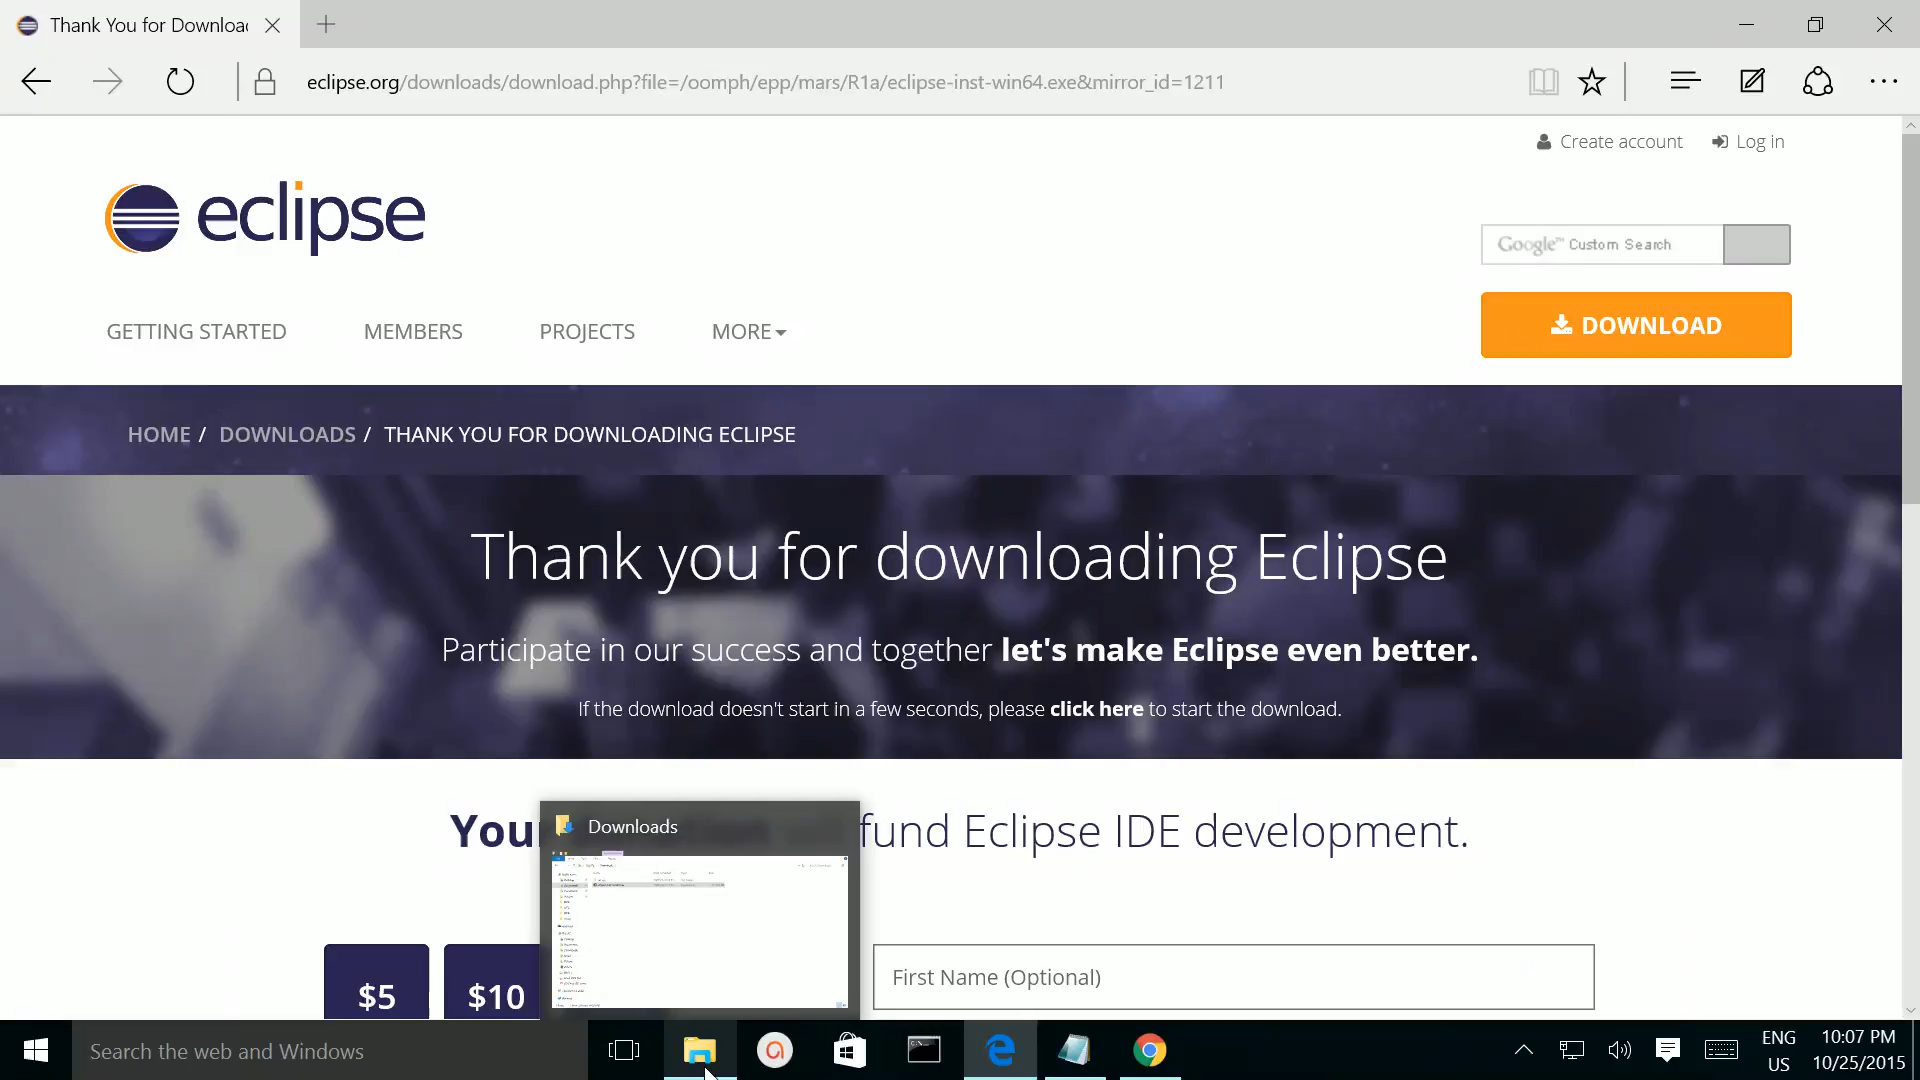 Thank You for Downloa
eclipse.org/downloads/download.php?file=/oomph/epp/mars/R1a/eclipse-inst-win64.exe&mirror_id=1211
Create account Log in
eclipse
Google™ Custom Search
GETTING STARTED MEMBERS PROJECTS MORE
DOWNLOAD
HOME / DOWNLOADS / THANK YOU FOR DOWNLOADING ECLIPSE
Thank you for downloading Eclipse
Participate in our success and together let's make Eclipse even better.
If the download doesn't start in a few seconds, please click here to start the download.
Downloads
You fund Eclipse IDE development.
First Name (Optional)
$5 $10
Search the web and Windows
ENG
US
10:07 PM
10/25/2015